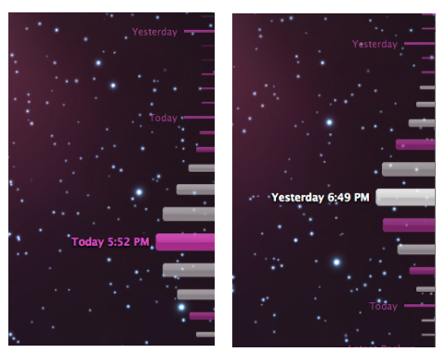 Yesterday
Today
Today 5:52 PM
Yesterday
Yesterday 6:49 PM
Today